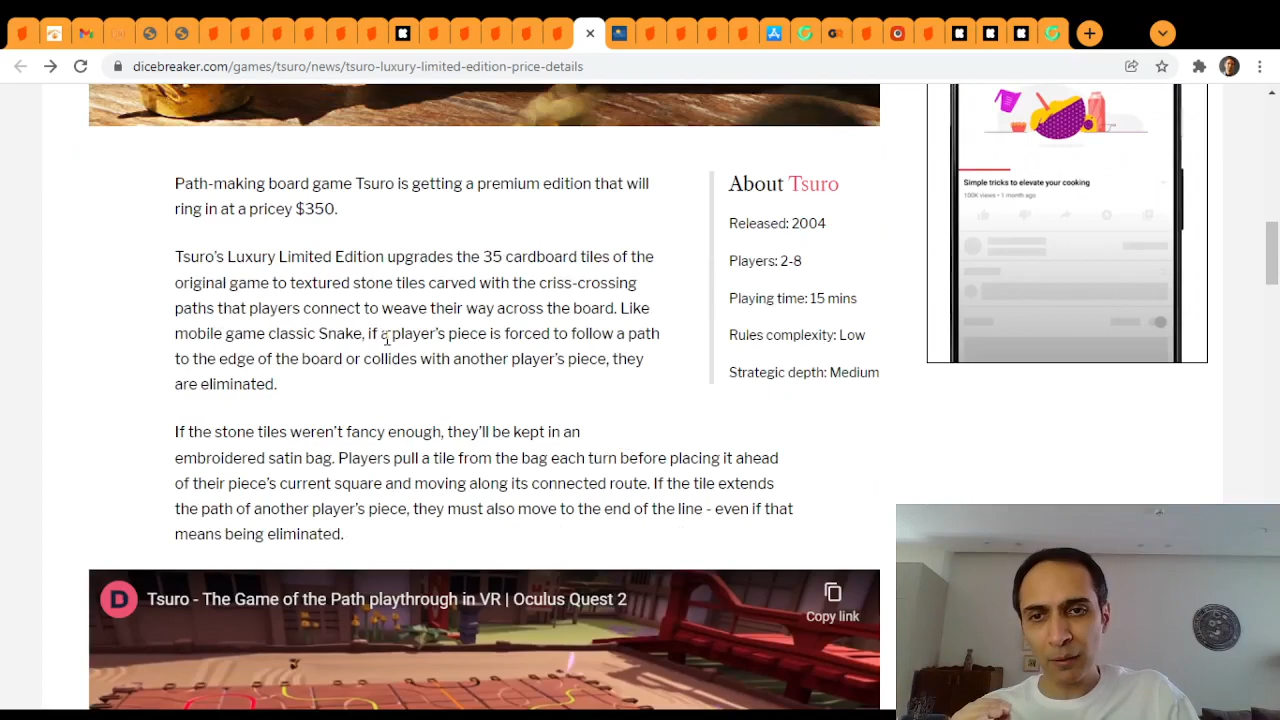 dicebreaker.com/games/tsuro/news/tsuro-luxury-limited-edition-price-details
Path-making board game Tsuro is getting a premium edition that will
ring in at a pricey $350.
Tsuro's Luxury Limited Edition upgrades the 35 cardboard tiles of the
original game to textured stone tiles carved with the criss-crossing
paths that players connect to weave their way across the board. Like
mobile game classic Snake, if a player's piece is forced to follow a path
to the edge of the board or collides with another player's piece, they
are eliminated.
If the stone tiles weren't fancy enough, they'll be kept in an
embroidered satin bag. Players pull a tile from the bag each turn before placing it ahead
of their piece's current square and moving along its connected route. If the tile extends
the path of another player's piece, they must also move to the end of the line - even if that
means being eliminated.
About Tsuro
Released: 2004
Players: 2-8
Playing time: 15 mins
Rules complexity: Low
Strategic depth: Medium
Simple tricks to elevate your cooking
100K views • 1 month ago
D
Tsuro - The Game of the Path playthrough in VR | Oculus Quest 2
Copy link